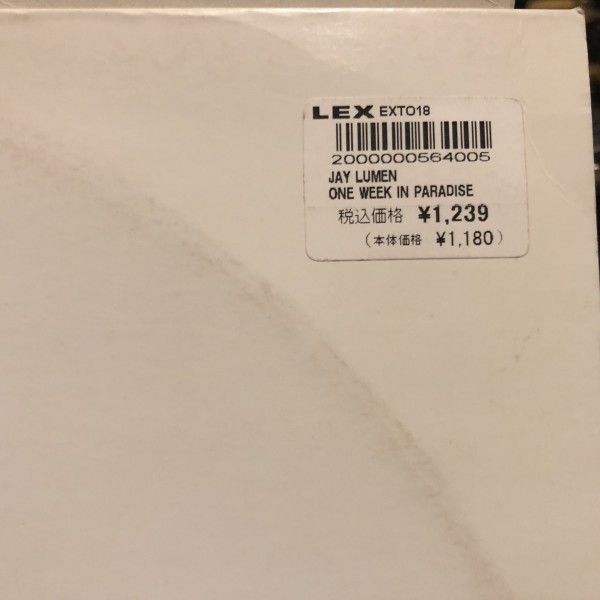 LEX EXT018
2000000564005
JAY LUMEN
ONE WEEK IN PARADISE
税込価格 ¥1,239
(本体価格 ¥1,180)